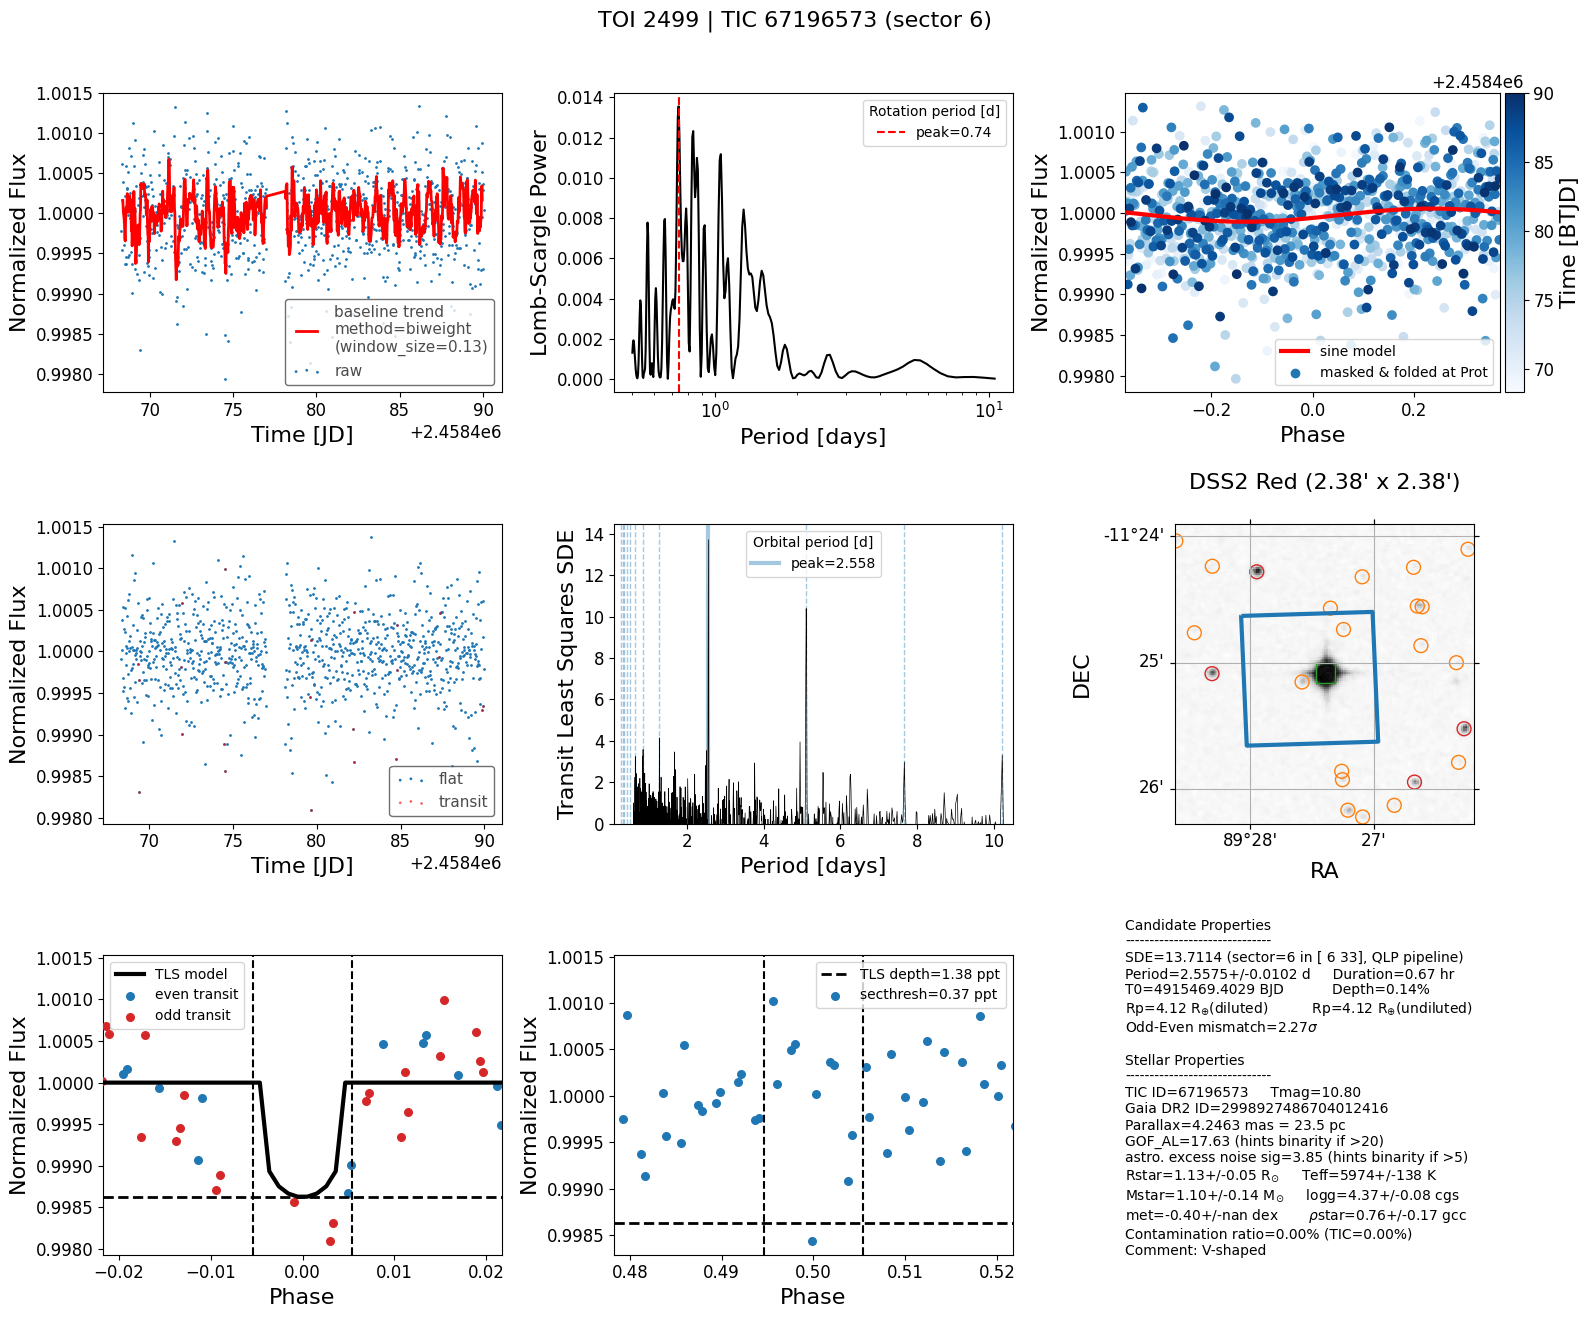 TOI 2499 | TIC 67196573 (sector 6)
Normalized Flux
1.0015
1.0010
1.0005
1.0000
0.9995
0.9990
0.9985
0.9980
baseline trend
method=biweight
(window_size=0.13)
raw
70 75 80 85 90
Time [JD]
+2.4584e6
Lomb-Scargle Power
0.014
0.012
0.010
0.008
0.006
0.004
0.002
0.000
Rotation period [d]
peak=0.74
10⁰ 10¹
Period [days]
Normalized Flux
1.0010
1.0005
1.0000
0.9995
0.9990
0.9985
0.9980
sine model
masked & folded at Prot
−0.2 0.0 0.2
Phase
+2.4584e6
90
85
80
75
70
Time [BTJD]
Normalized Flux
1.0015
1.0010
1.0005
1.0000
0.9995
0.9990
0.9985
0.9980
flat
transit
70 75 80 85 90
Time [JD]
+2.4584e6
Transit Least Squares SDE
14
12
10
8
6
4
2
0
Orbital period [d]
peak=2.558
2 4 6 8 10
Period [days]
DSS2 Red (2.38' x 2.38')
DEC
-11°24'
25'
26'
89°28' 27'
RA
Normalized Flux
1.0015
1.0010
1.0005
1.0000
0.9995
0.9990
0.9985
0.9980
TLS model
even transit
odd transit
−0.02 −0.01 0.00 0.01 0.02
Phase
Normalized Flux
1.0015
1.0010
1.0005
1.0000
0.9995
0.9990
0.9985
TLS depth=1.38 ppt
secthresh=0.37 ppt
0.48 0.49 0.50 0.51 0.52
Phase
Candidate Properties
------------------------------
SDE=13.7114 (sector=6 in [ 6 33], QLP pipeline)
Period=2.5575+/-0.0102 d Duration=0.67 hr
T0=4915469.4029 BJD Depth=0.14%
Rp=4.12 R⊕(diluted) Rp=4.12 R⊕(undiluted)
Odd-Even mismatch=2.27σ
Stellar Properties
------------------------------
TIC ID=67196573 Tmag=10.80
Gaia DR2 ID=2998927486704012416
Parallax=4.2463 mas = 23.5 pc
GOF_AL=17.63 (hints binarity if >20)
astro. excess noise sig=3.85 (hints binarity if >5)
Rstar=1.13+/-0.05 R⊙ Teff=5974+/-138 K
Mstar=1.10+/-0.14 M⊙ logg=4.37+/-0.08 cgs
met=-0.40+/-nan dex ρstar=0.76+/-0.17 gcc
Contamination ratio=0.00% (TIC=0.00%)
Comment: V-shaped